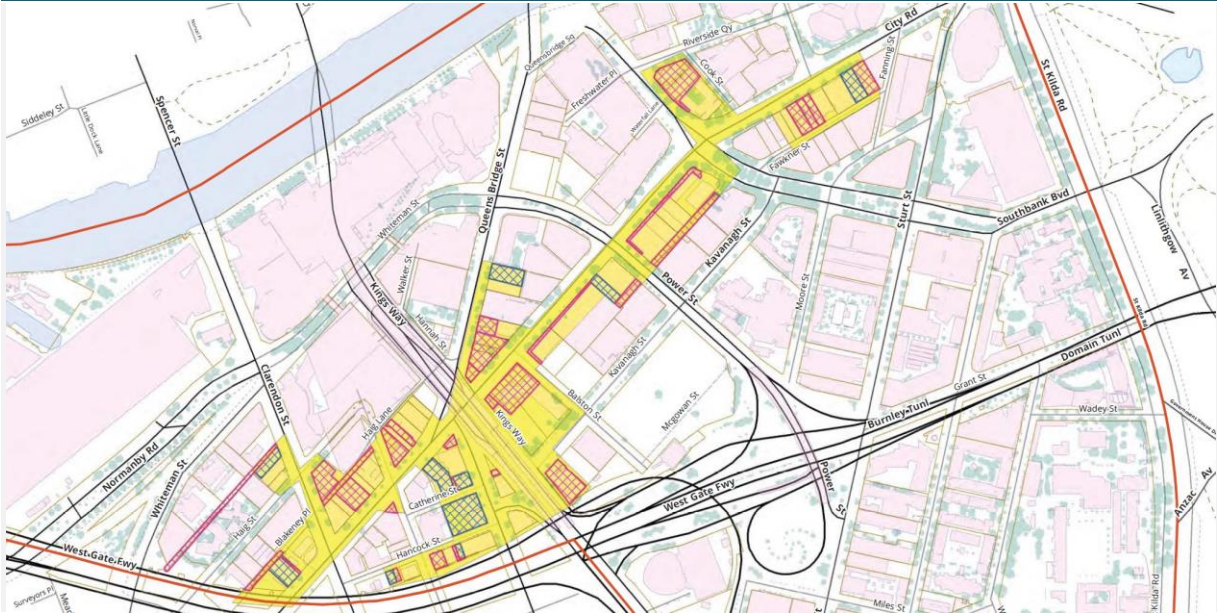 Siddeley St
Little Dock Lane
Spencer St
Queensbridge Sq
Riverside Qy
City Rd
Cook St
Fanning St
St Kilda Rd
Freshwater Pl
Waterfall Lane
Fawkner St
Queens Bridge St
Whiteman St
Sturt St
Southbank Bvd
Linlithgow Av
Kavanagh St
Walker St
Power St
Moore St
Kings Way
Hannah St
St Kilda Rd
Domain Tunl
Kavanagh St
Clarendon St
Balston St
Grant St
Haig Lane
Kings Way
Mcgowan St
Burnley Tunl
Wadey St
Normanby Rd
Whiteman St
Power St
Anzac Av
Catherine St
West Gate Fwy
Haig St
Blakeney Pl
Hancock St
West Gate Fwy
Surveyors Pl
Miles St
Kilda Rd